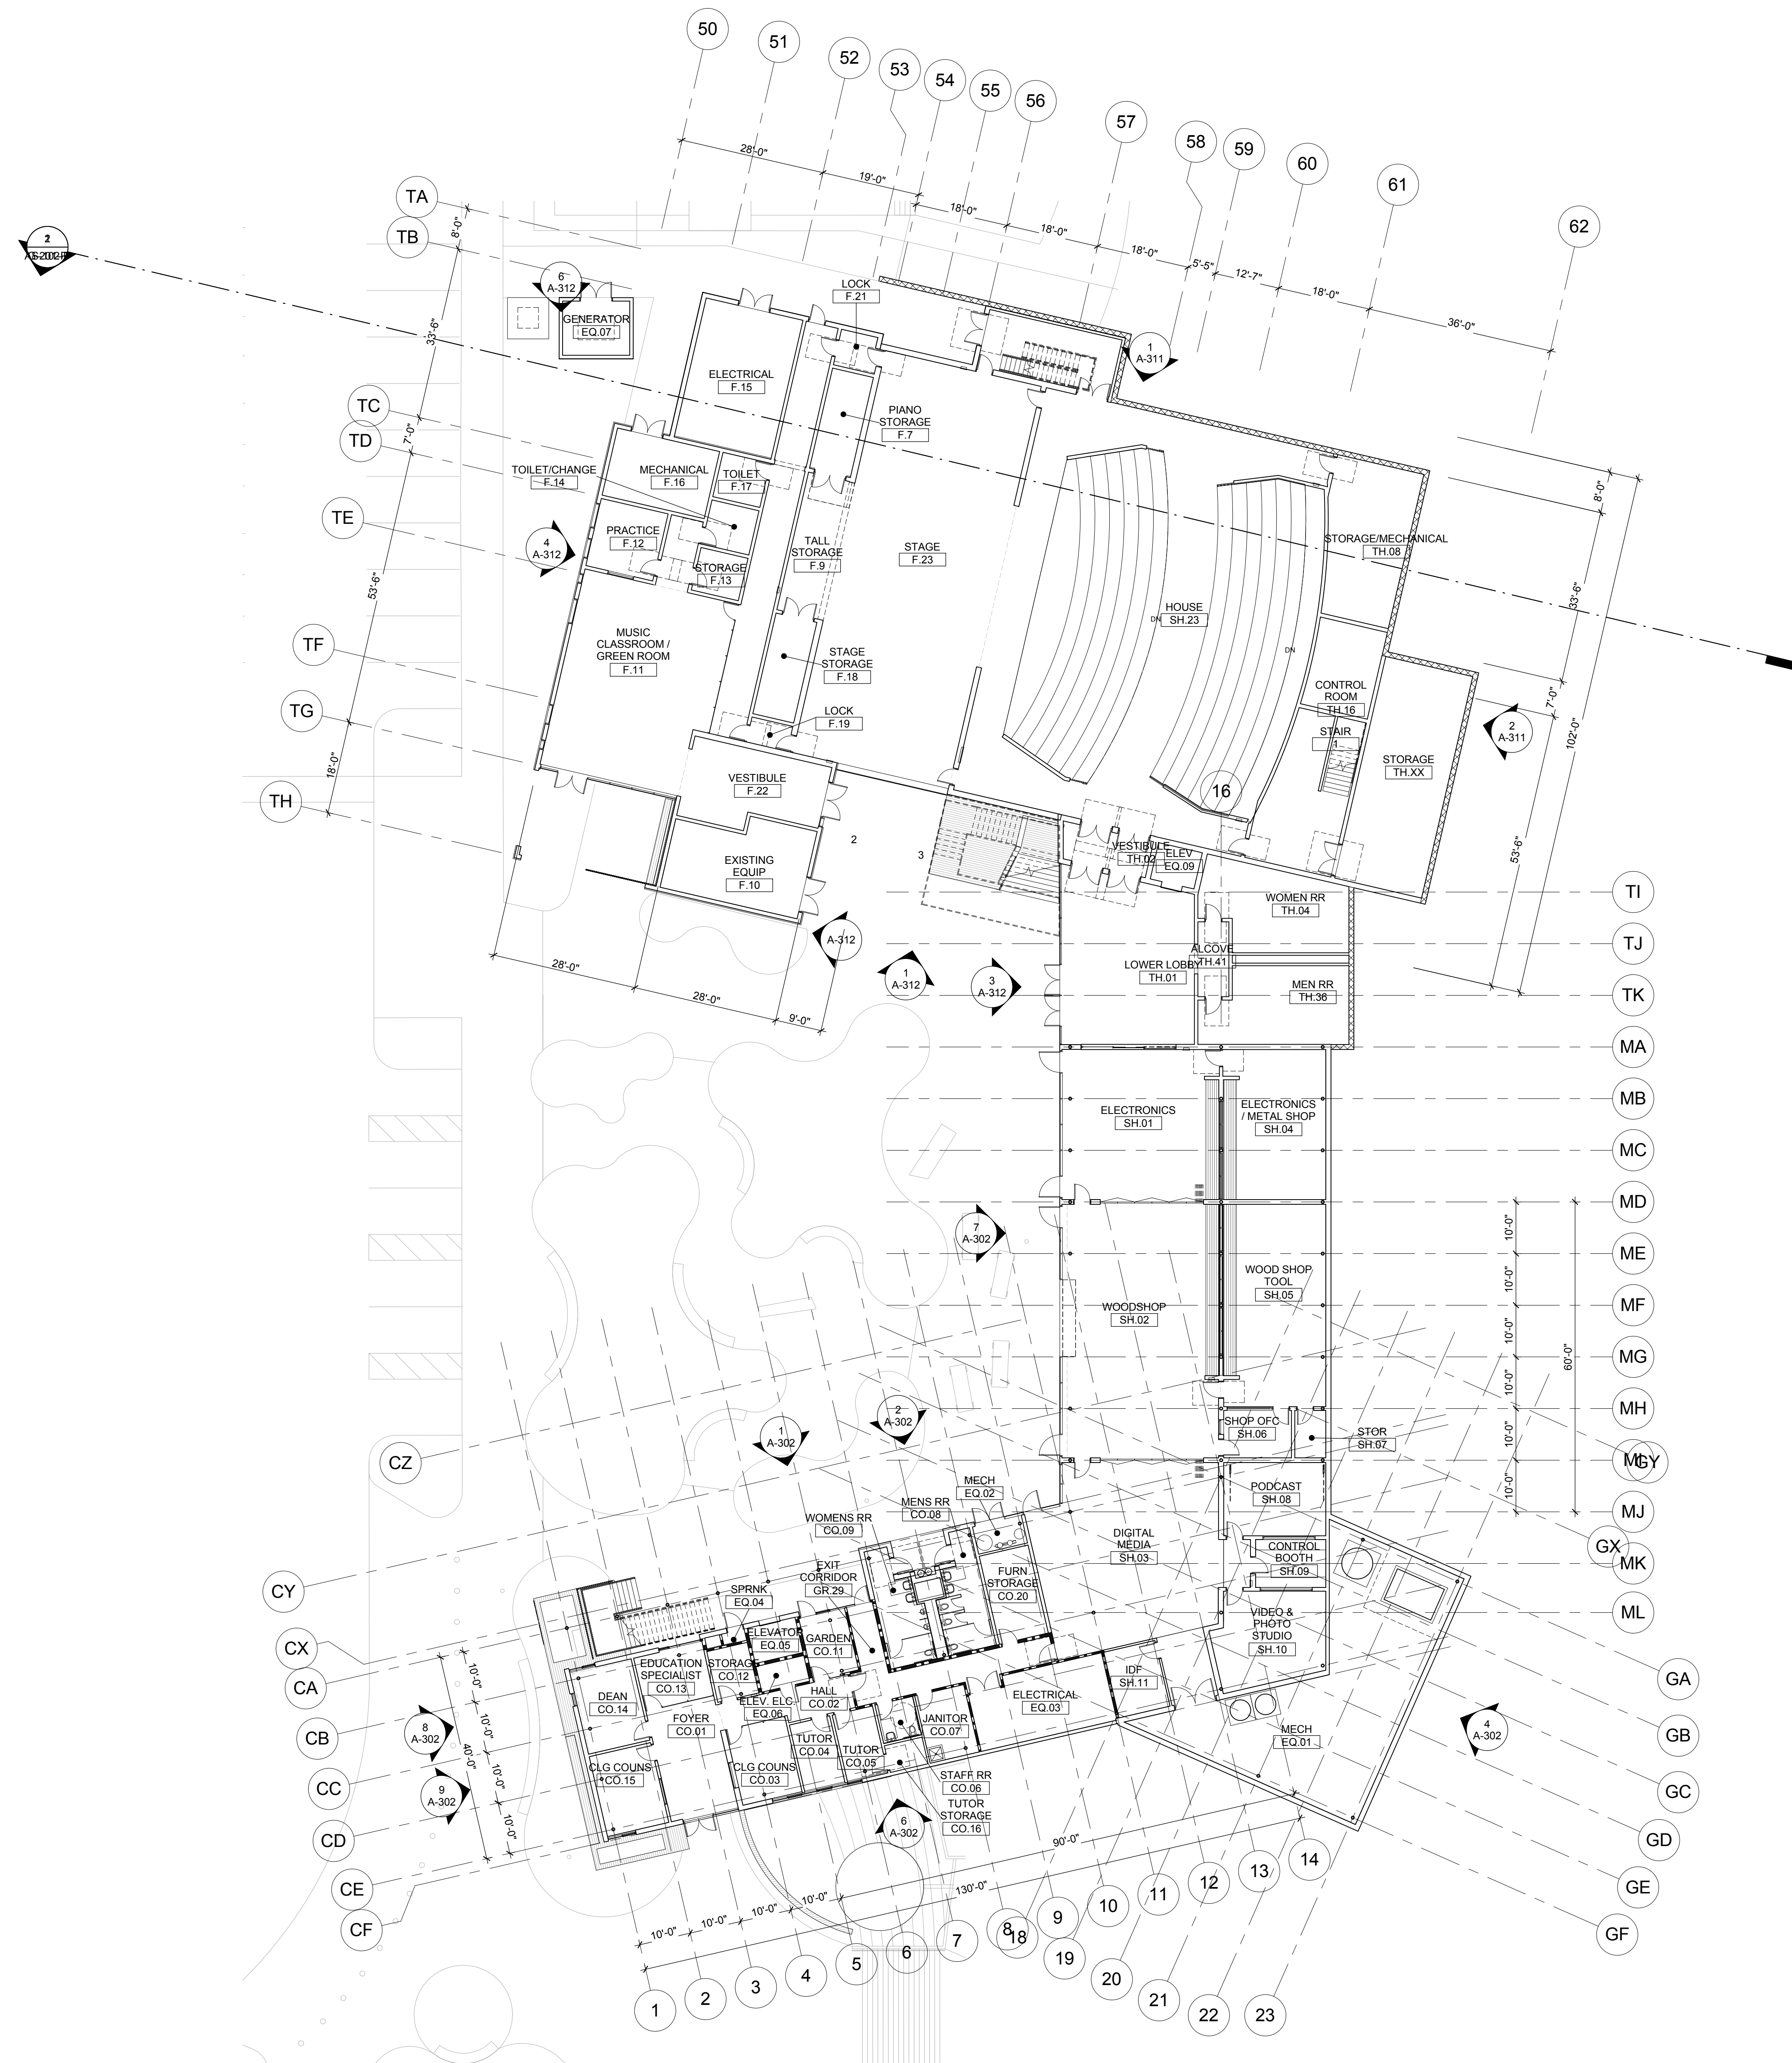 50
51
52
53
54
55
56
57
58
59
60
61
62
28'-0"
19'-0"
18'-0"
18'-0"
18'-0"
5'-5"
12'-7"
18'-0"
36'-0"
TA
TB
TC
TD
TE
TF
TG
TH
8'-0"
33'-6"
7'-0"
53'-6"
18'-0"
2
6
A-312
GENERATOR
EQ.07
LOCK
F.21
1
A-311
ELECTRICAL
F.15
PIANO
STORAGE
F.7
TOILET/CHANGE
F.14
MECHANICAL
F.16
TOILET
F.17
4
A-312
PRACTICE
F.12
STORAGE
F.13
TALL
STORAGE
F.9
STAGE
F.23
STORAGE/MECHANICAL
TH.08
HOUSE
SH.23
DN
DN
MUSIC
CLASSROOM /
GREEN ROOM
F.11
STAGE
STORAGE
F.18
LOCK
F.19
CONTROL
ROOM
TH.16
STAIR
1
STORAGE
TH.XX
2
A-311
8'-0"
33'-6"
7'-0"
102'-0"
53'-6"
VESTIBULE
F.22
16
EXISTING
EQUIP
F.10
2
3
VESTIBULE
TH.02
ELEV
EQ.09
WOMEN RR
TH.04
ALCOVE
TH.41
LOWER LOBBY
TH.01
MEN RR
TH.36
A-312
1
A-312
3
A-312
28'-0"
28'-0"
9'-0"
TI
TJ
TK
MA
MB
MC
MD
ME
MF
MG
MH
MI
GY
MJ
GX
MK
ML
ELECTRONICS
SH.01
ELECTRONICS
/ METAL SHOP
SH.04
7
A-302
WOOD SHOP
TOOL
SH.05
WOODSHOP
SH.02
10'-0"
10'-0"
10'-0"
10'-0"
10'-0"
10'-0"
60'-0"
SHOP OFC
SH.06
STOR
SH.07
PODCAST
SH.08
DIGITAL
MEDIA
SH.03
CONTROL
BOOTH
SH.09
VIDEO &
PHOTO
STUDIO
SH.10
IDF
SH.11
MECH
EQ.01
4
A-302
GA
GB
GC
GD
GE
GF
CZ
CY
CX
CA
CB
CC
CD
CE
CF
1
A-302
2
A-302
MECH
EQ.02
MENS RR
CO.08
WOMENS RR
CO.09
EXIT
CORRIDOR
GR.29
SPRNK
EQ.04
FURN
STORAGE
CO.20
ELEVATOR
EQ.05
GARDEN
CO.11
EDUCATION
SPECIALIST
CO.13
STORAGE
CO.12
DEAN
CO.14
ELEV. ELC.
EQ.06
HALL
CO.02
FOYER
CO.01
TUTOR
CO.04
TUTOR
CO.05
JANITOR
CO.07
ELECTRICAL
EQ.03
CLG COUNS
CO.15
CLG COUNS
CO.03
STAFF RR
CO.06
TUTOR
STORAGE
CO.16
8
A-302
9
A-302
6
A-302
10'-0"
10'-0"
10'-0"
10'-0"
40'-0"
10'-0"
10'-0"
10'-0"
10'-0"
90'-0"
130'-0"
1
2
3
4
5
6
7
8
18
9
19
10
20
11
21
12
22
13
23
14